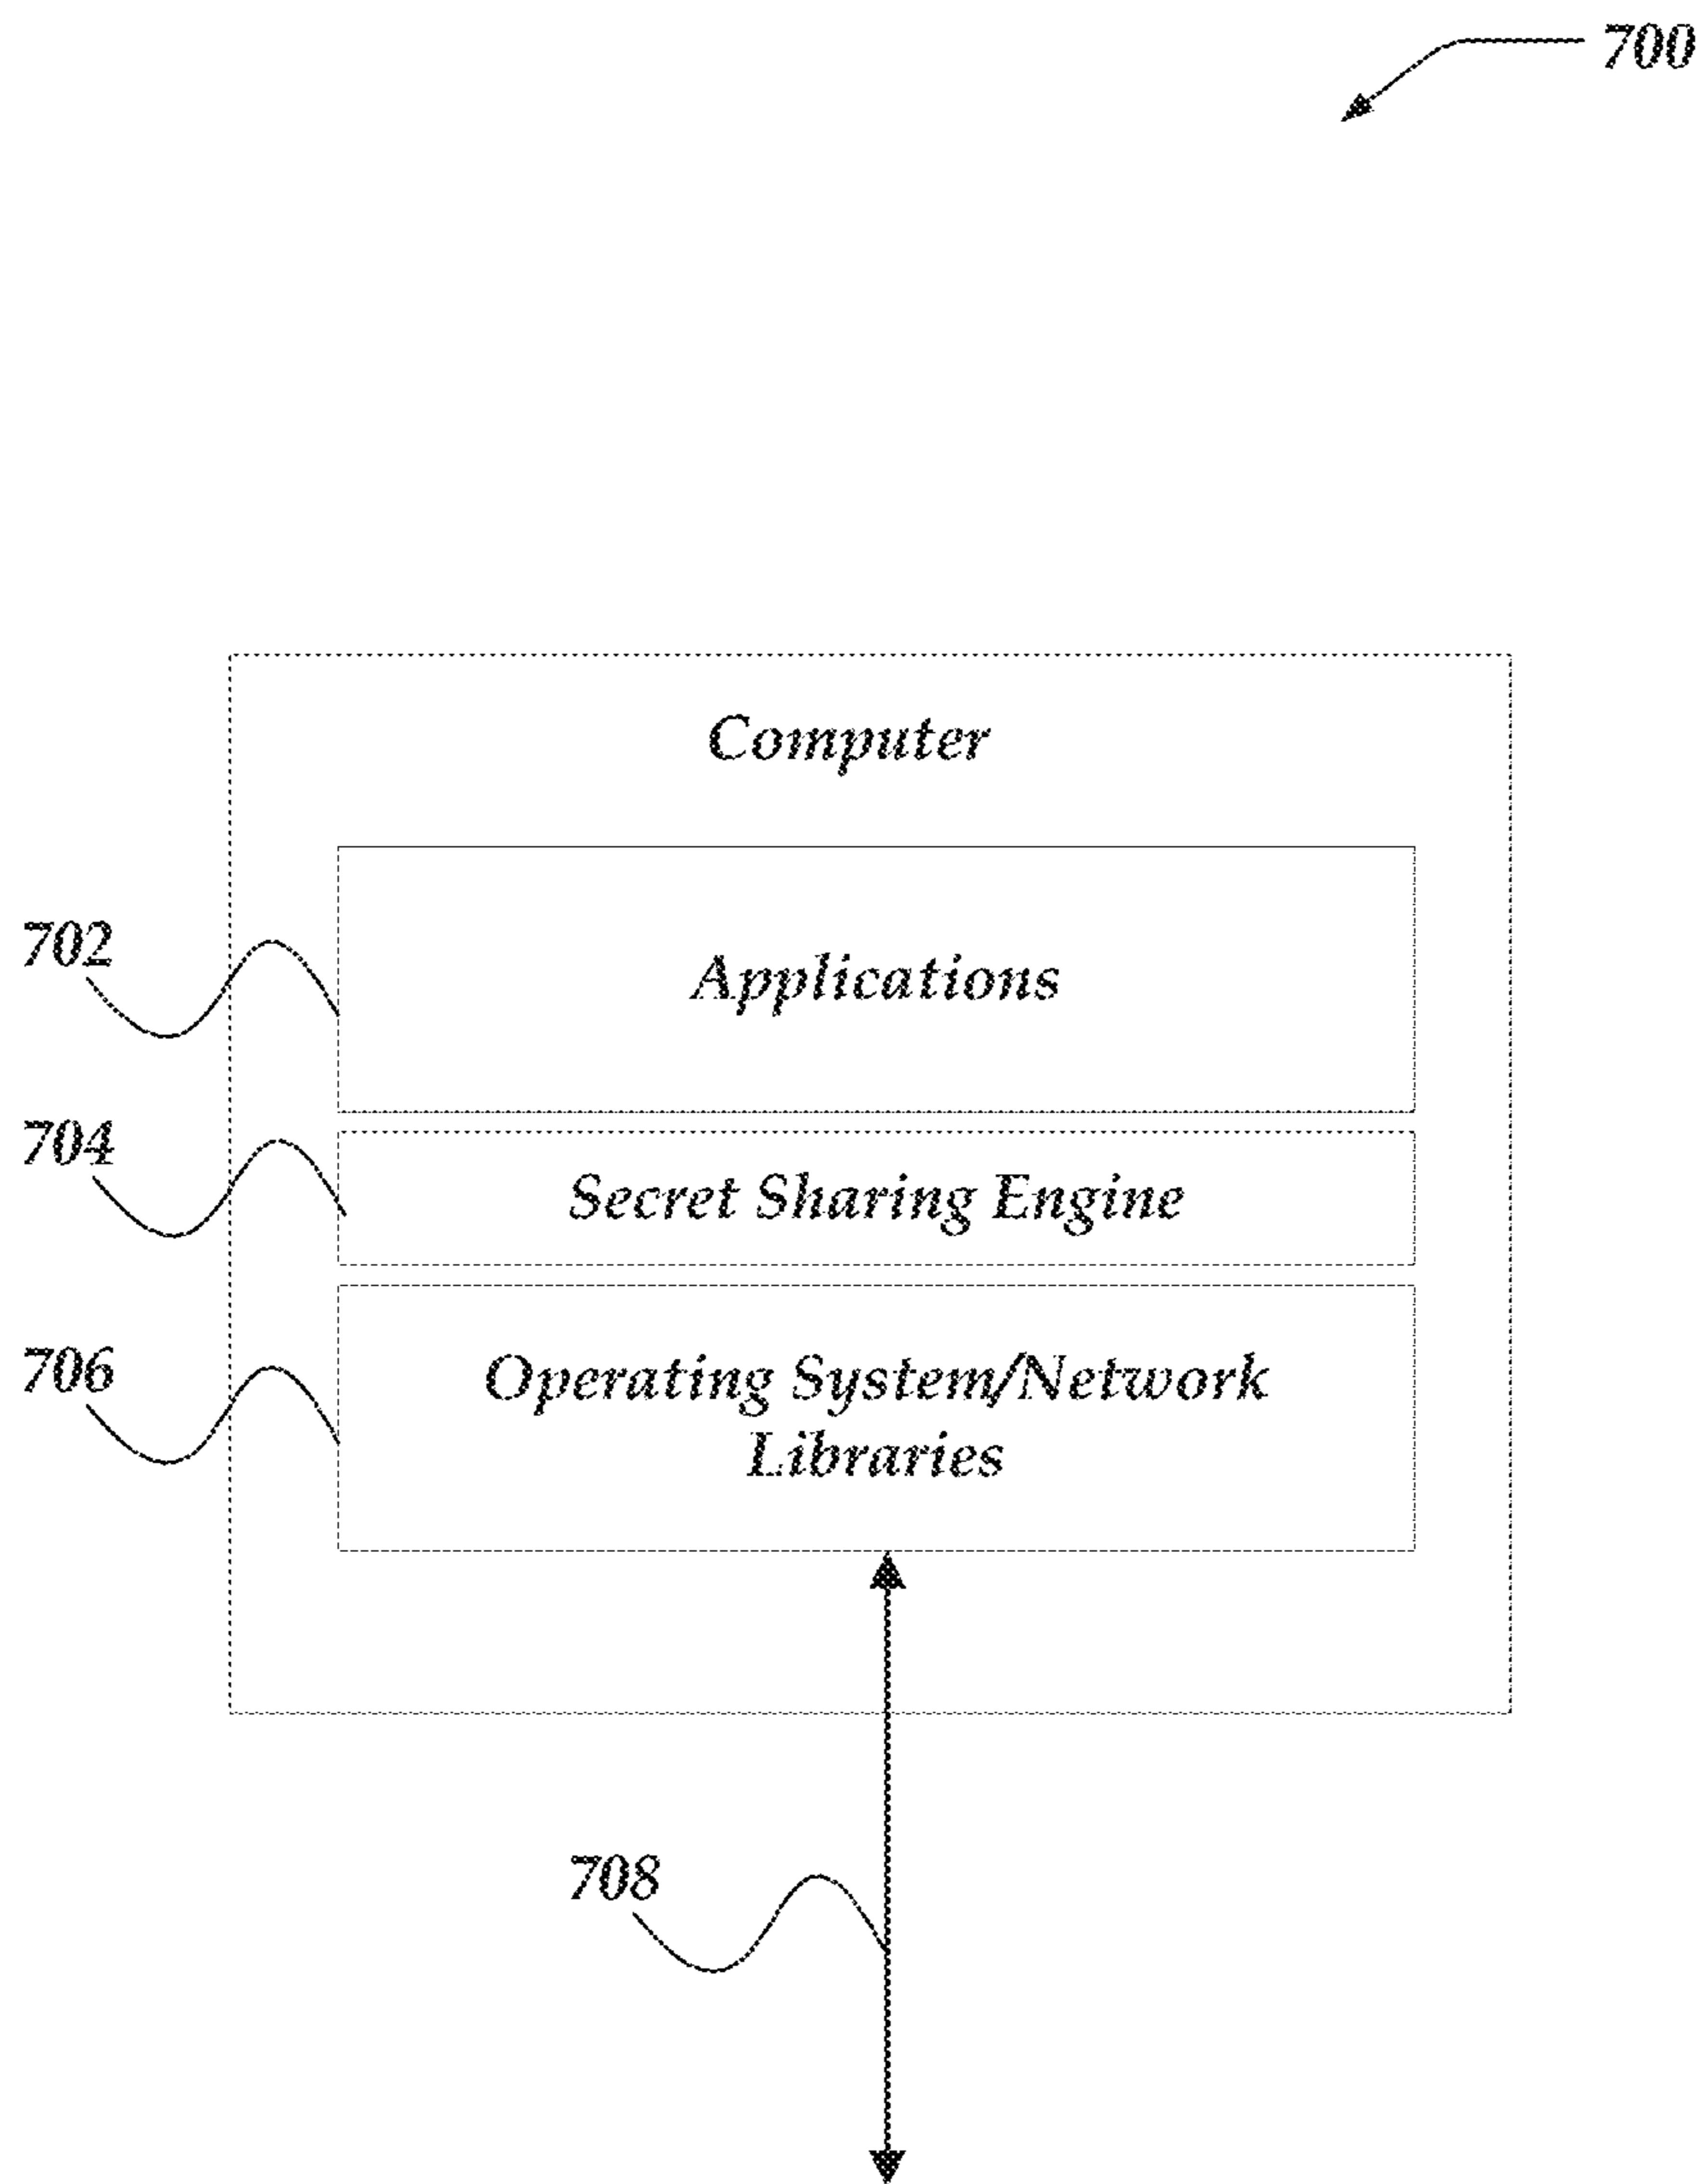 700
Computer
702
Applications
704
Secret Sharing Engine
706
Operating System/Network
Libraries
708